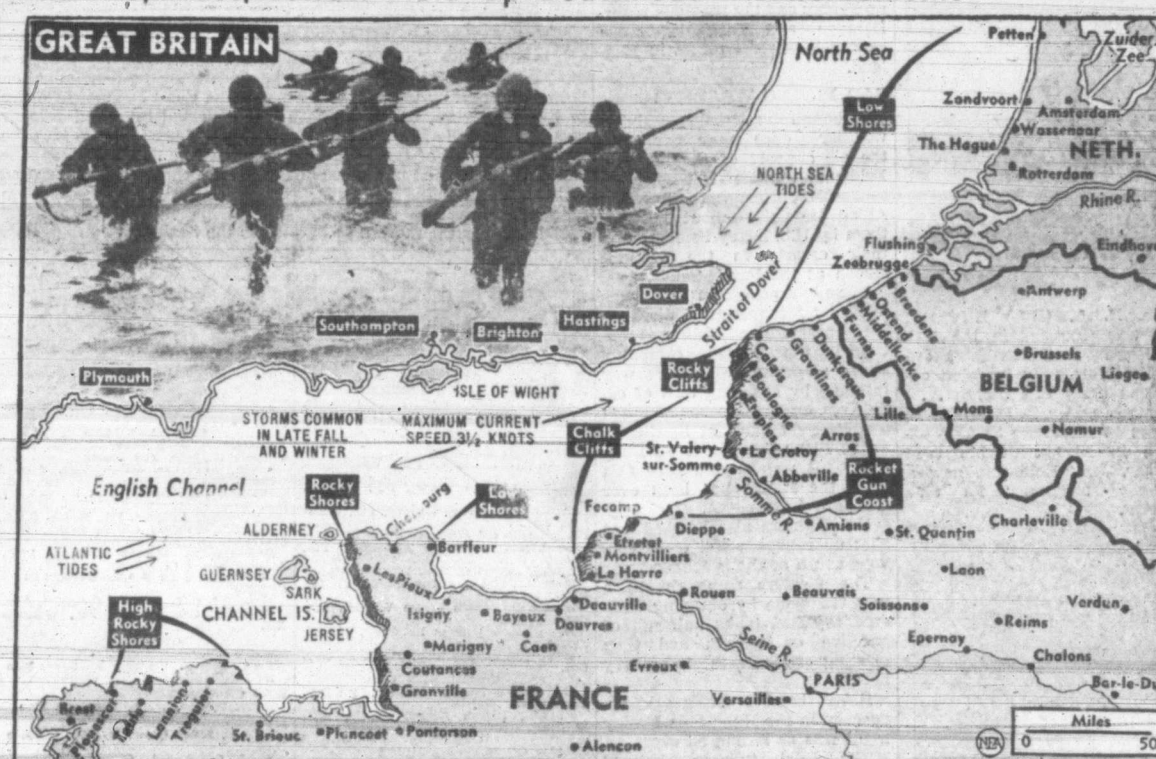 GREAT BRITAIN
North Sea
Petten
Zuider
Zee
Low
Shores
Zandvoort
Amsterdam
Wassenaar
The Hague
NETH.
Rotterdam
NORTH SEA
TIDES
Rhine R.
Flushing
Eindhov
Zeebrugge
Strait of Dover
Dover
Antwerp
Breedene
Ostend
Middelkerke
Furnes
Southampton
Brighton
Hastings
Dunkerque
Gravelines
Calais
Boulogne
Etaples
Brussels
Rocky
Cliffs
Plymouth
ISLE OF WIGHT
BELGIUM
Liege
Lille
Mons
Namur
STORMS COMMON
IN LATE FALL
AND WINTER
MAXIMUM CURRENT
SPEED 3½ KNOTS
Chalk
Cliffs
Arras
St. Valery-
sur-Somme
Le Crotoy
Abbeville
Rocket
Gun
Coast
English Channel
Rocky
Shores
Low
Shores
Somme R.
Fecamp
Dieppe
Amiens
St. Quentin
Charleville
ALDERNEY
Barfleur
Etretat
Montvilliers
Le Havre
ATLANTIC
TIDES
GUERNSEY
SARK
Les Pieux
Laon
High
Rocky
Shores
CHANNEL IS.
JERSEY
Isigny
Bayeux
Deauville
Douvres
Rouen
Beauvais
Soissons
Verdun
Reims
Marigny
Caen
Seine R.
Epernay
Coutances
Evreux
Chalons
Granville
FRANCE
Versailles
PARIS
Bar-le-Du
Brest
Lannion
Treguier
St. Brieuc
Plancoet
Pontorson
Alencon
NEA
Miles
0
50